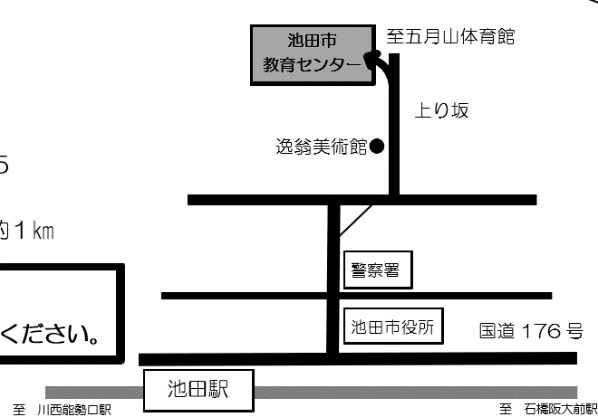 池田市
教育センター
至五月山体育館
上り坂
逸翁美術館
5
約1km
警察署
ください。
池田市役所
国道176号
池田駅
至 川西能勢口駅
至 石橋阪大前駅